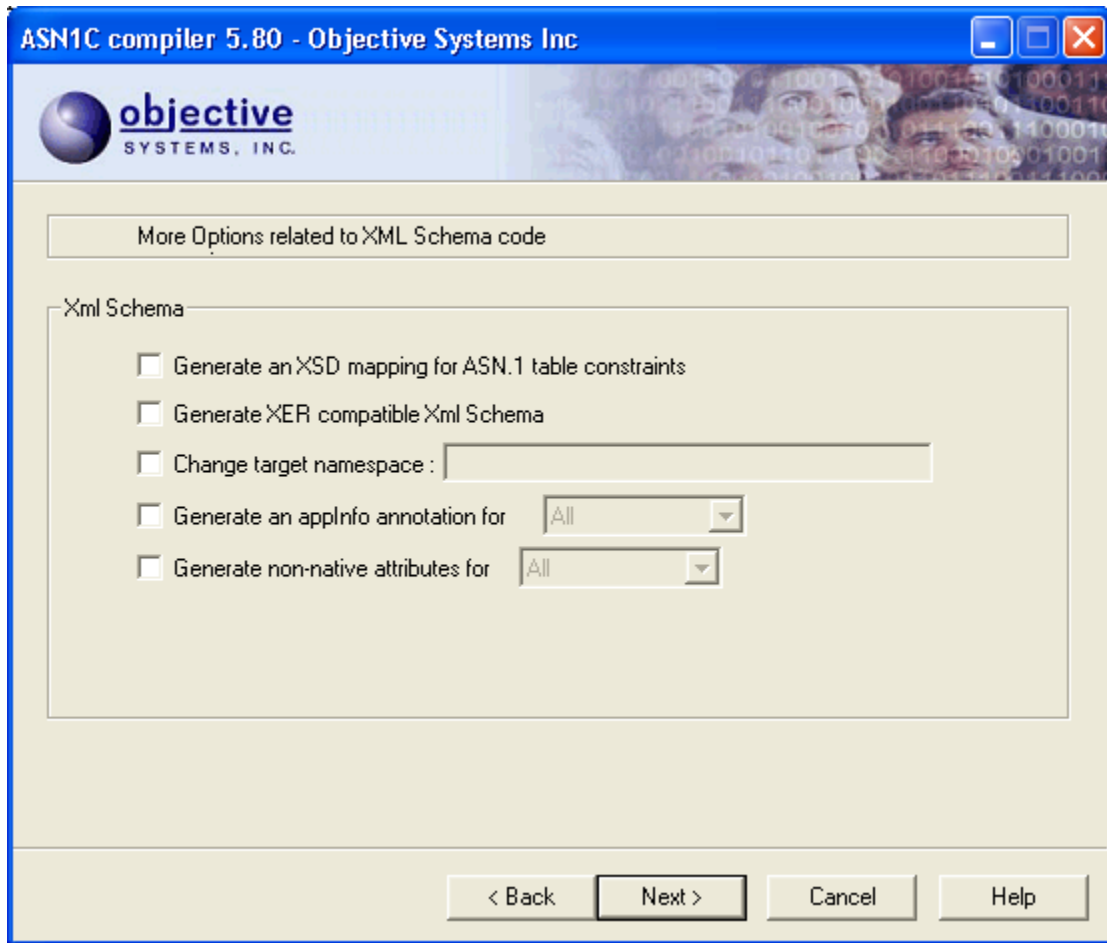 ASN1C compiler 5.80 - Objective Systems Inc
objective
SYSTEMS, INC.
More Options related to XML Schema code
Xml Schema
Generate an XSD mapping for ASN.1 table constraints
Generate XER compatible Xml Schema
Change target namespace :
Generate an appInfo annotation for All
Generate non-native attributes for All
< Back Next > Cancel Help